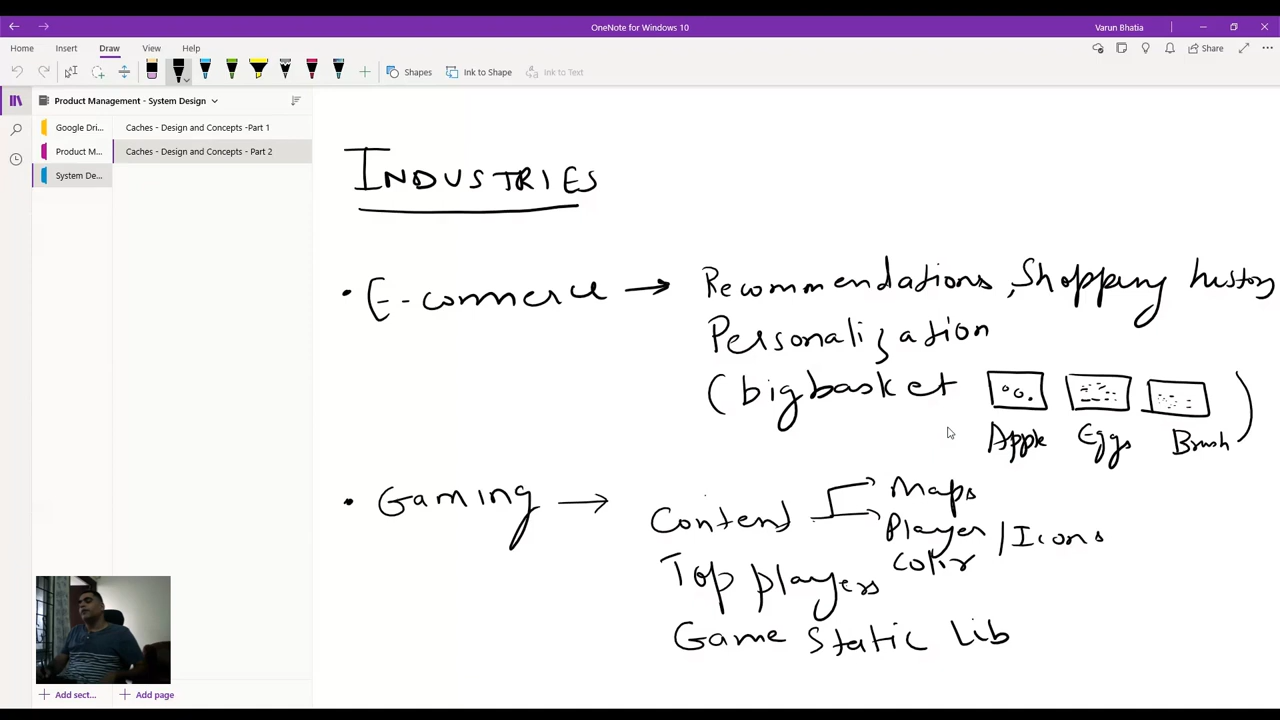 OneNote for Windows 10
Varun Bhatia
Home Insert Draw View Help
Share
Shapes Ink to Shape Ink to Text
Product Management - System Design
Google Dri...
Product M...
System De...
Caches - Design and Concepts -Part 1
Caches - Design and Concepts - Part 2
INDUSTRIES
• E-commerce → Recommendations, Shopping history
Personalization
(bigbasket
Apple Eggs Brush)
• Gaming → Content
Maps
Player / Icons
Color
Top players
Game Static Lib
Add sect...
Add page